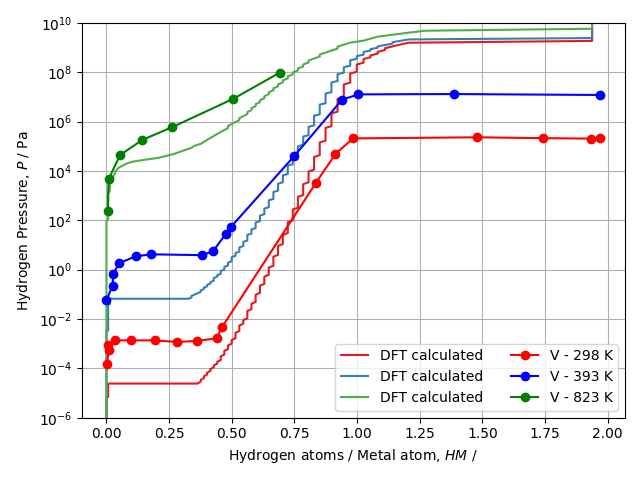 10^10
10^8
10^6
10^4
10^2
10^0
10^−2
10^−4
10^−6
Hydrogen Pressure, P / Pa
DFT calculated
DFT calculated
DFT calculated
V - 298 K
V - 393 K
V - 823 K
0.00 0.25 0.50 0.75 1.00 1.25 1.50 1.75 2.00
Hydrogen atoms / Metal atom, HM /